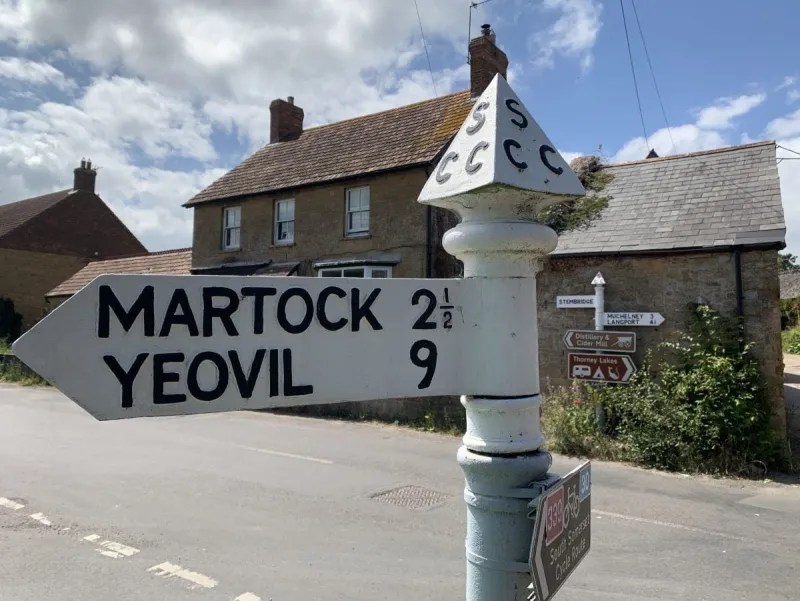 S
C C
S
C C
MARTOCK 2½
YEOVIL 9
STEMBRIDGE
MUCHELNEY 3
LANGPORT 4½
Distillery &
Cider Mill
Thorney Lakes
339
30
South Somerset
Cycle Route